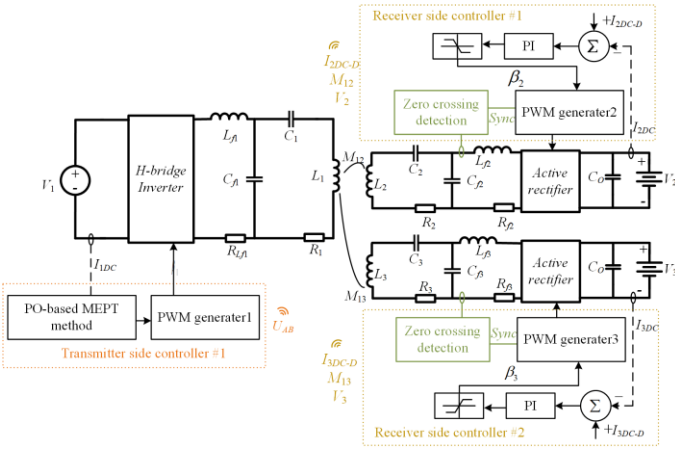 Receiver side controller #1
+I2DC-D
I2DC-D
M12
V2
PI
Σ
−
β2
Zero crossing
detection
Sync
PWM generater2
I2DC
Lf1
C1
M12
C2
Lf2
Active
rectifier
CO
+
V2
-
V1
+
-
H-bridge
Inverter
Cf1
L1
L2
Cf2
R2
Rf2
RLf1
R1
C3
Lf3
Active
rectifier
CO
+
V3
-
L3
Cf3
M13
R3
Rf3
I1DC
PO-based MEPT
method
PWM generater1
UAB
Transmitter side controller #1
Zero crossing
detection
Sync
PWM generater3
I3DC
I3DC-D
M13
V3
β3
PI
Σ
−
+I3DC-D
Receiver side controller #2